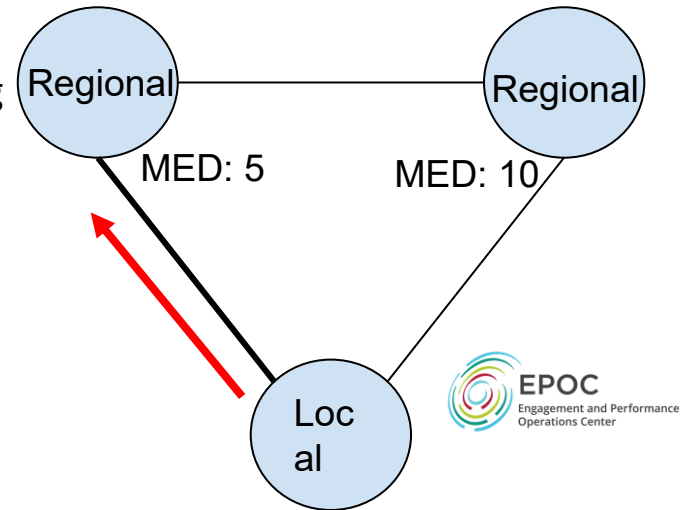 Regional
Regional
MED: 5
MED: 10
Loc
al
EPOC
Engagement and Performance
Operations Center